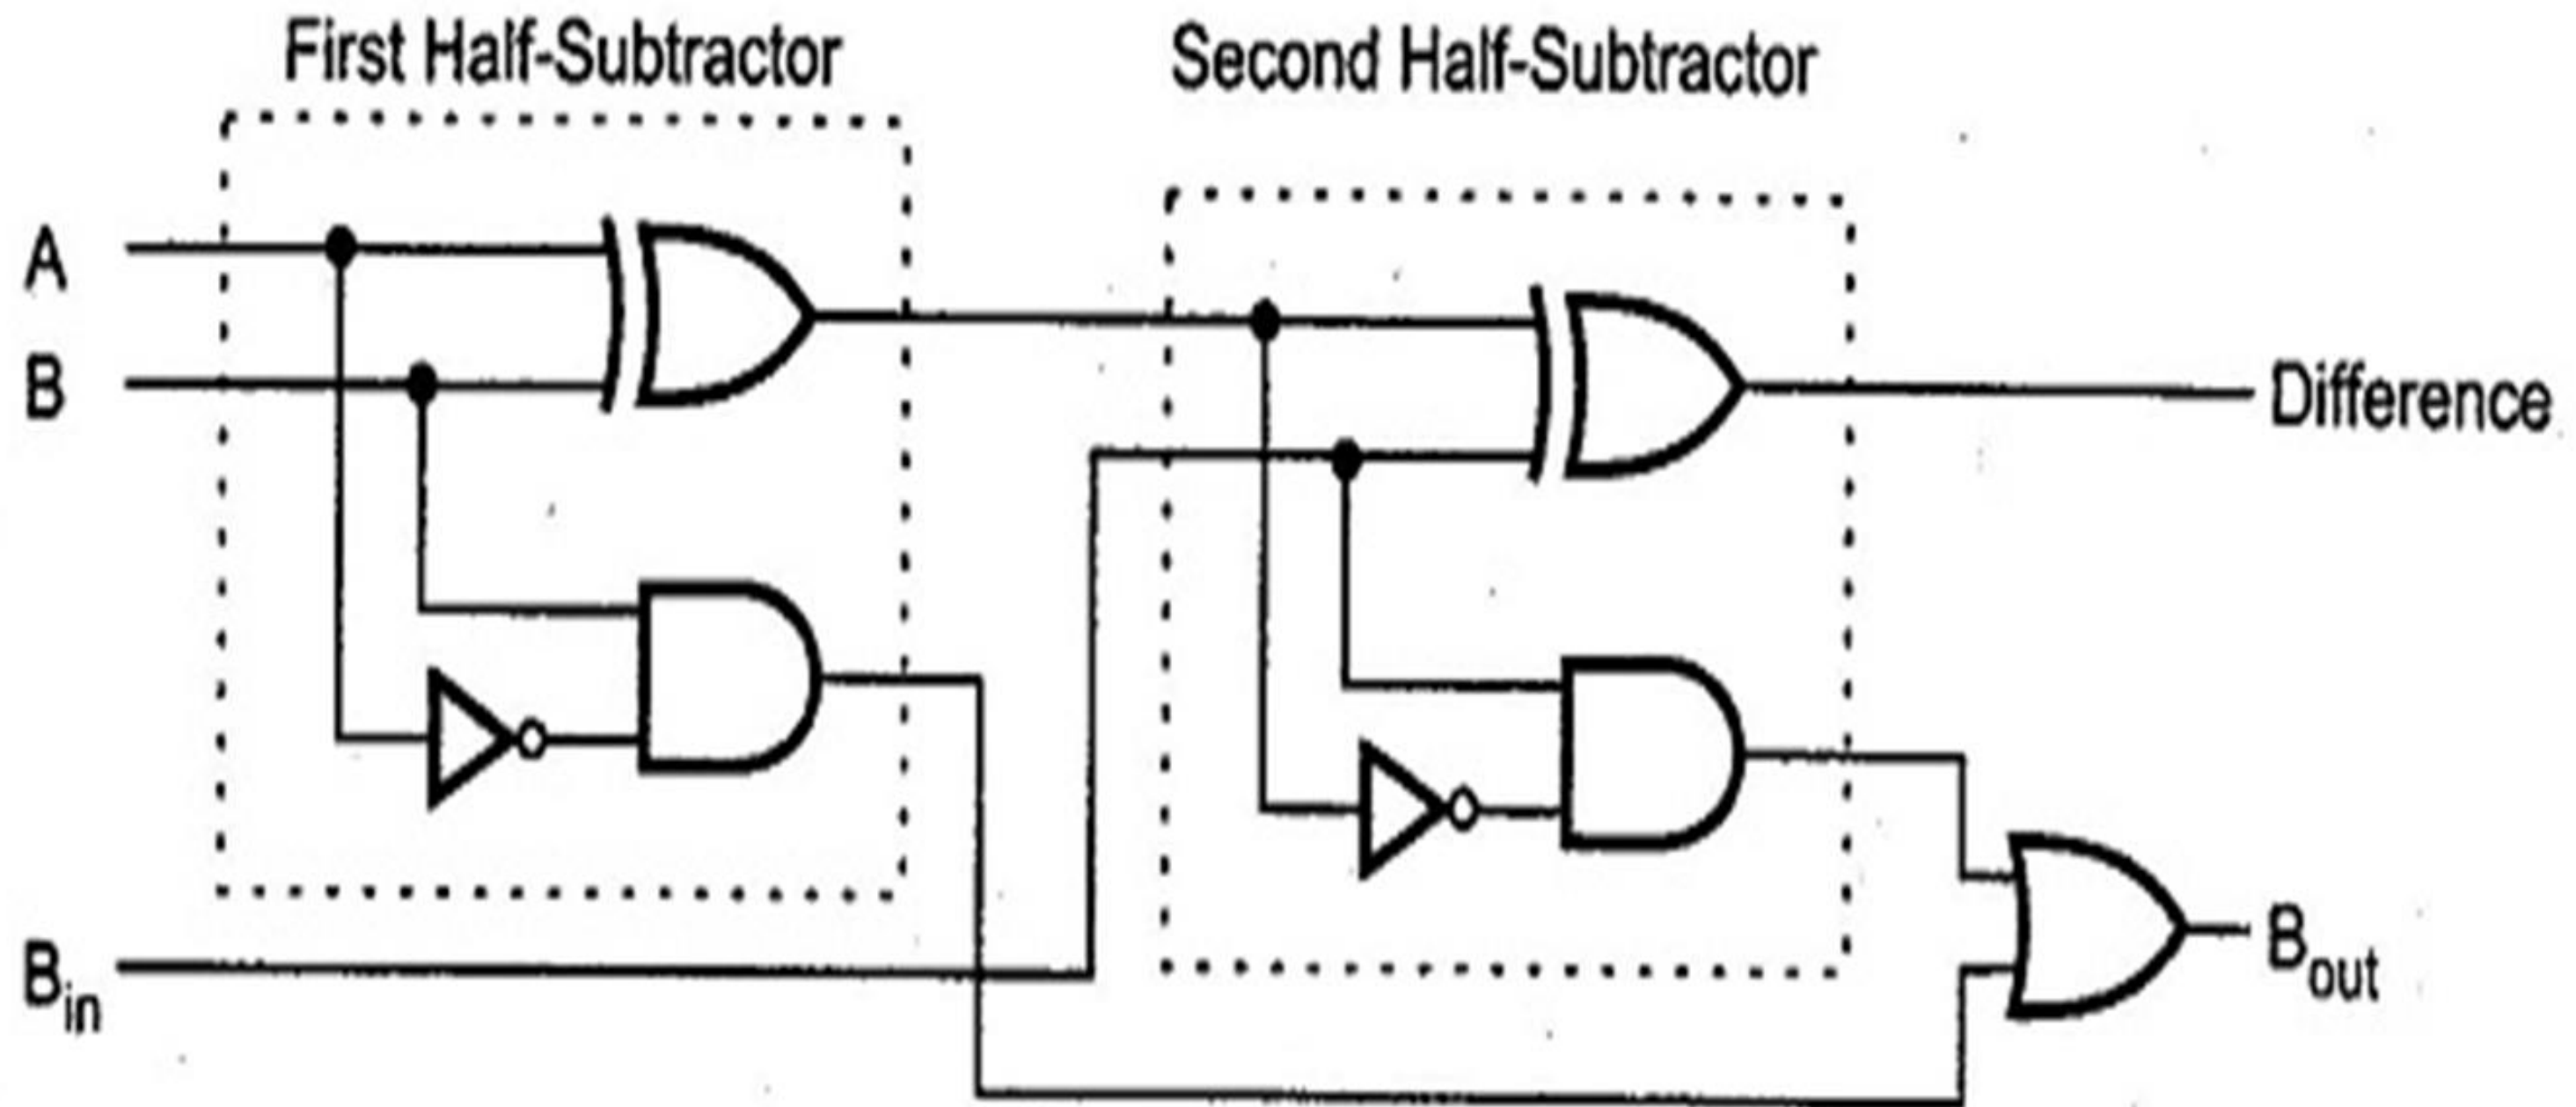 First Half-Subtractor
Second Half-Subtractor
A
B
Difference
B_in
B_out